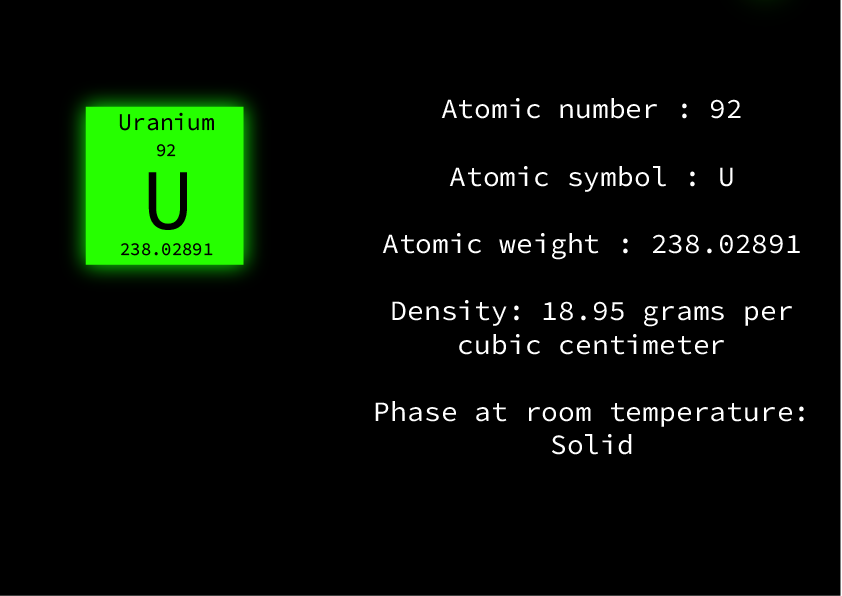 Uranium
92
U
238.02891
Atomic number : 92
Atomic symbol : U
Atomic weight : 238.02891
Density: 18.95 grams per
cubic centimeter
Phase at room temperature:
Solid